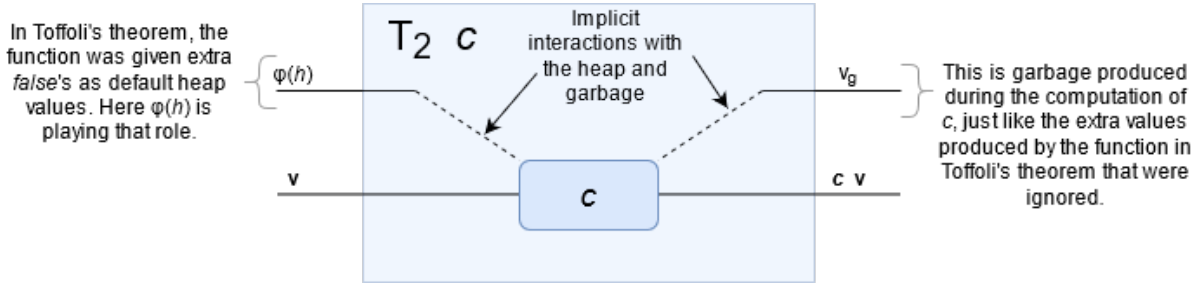 In Toffoli's theorem, the
function was given extra
false's as default heap
values. Here φ(h) is
playing that role.
φ(h)
v
T2 c
Implicit
interactions with
the heap and
garbage
c
vg
c v
This is garbage produced
during the computation of
c, just like the extra values
produced by the function in
Toffoli's theorem that were
ignored.